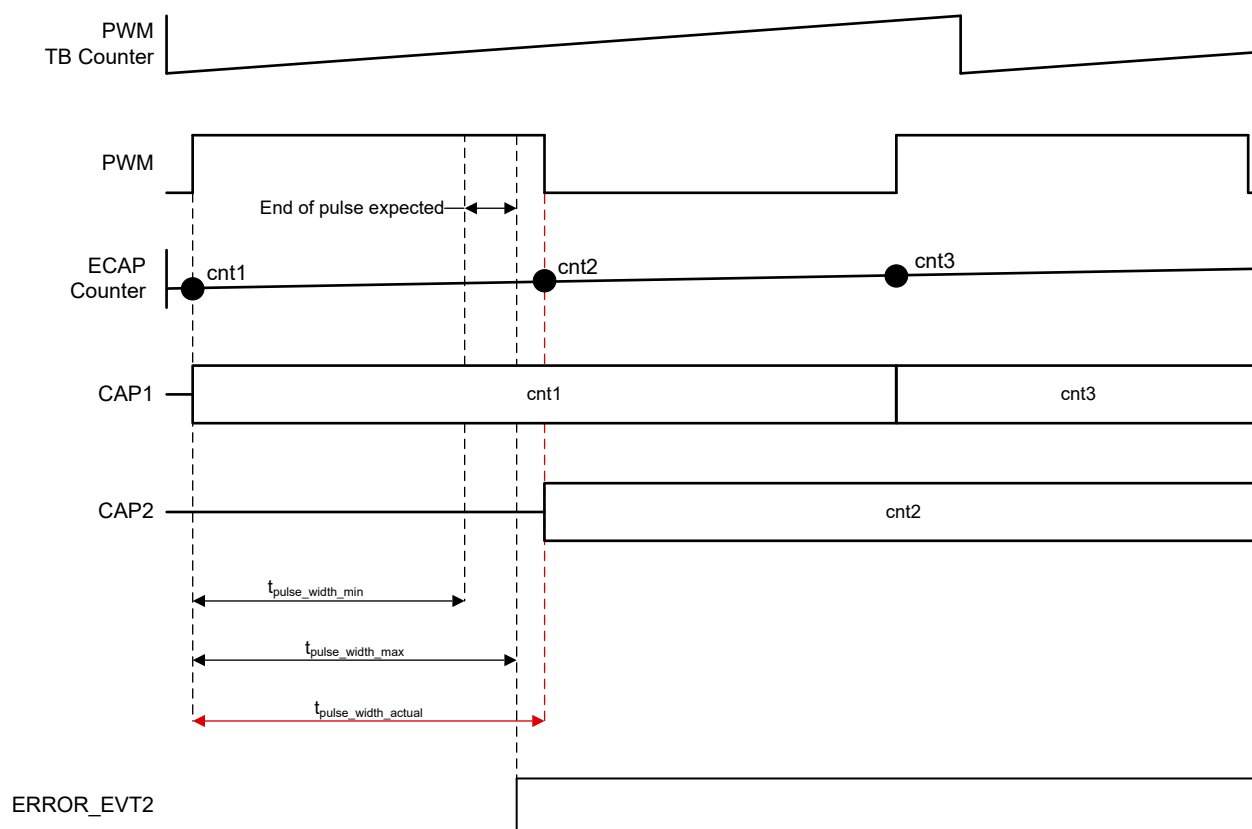 PWM
TB Counter
PWM
End of pulse expected
ECAP
Counter
cnt1
cnt2
cnt3
CAP1
cnt1
cnt3
CAP2
cnt2
tpulse_width_min
tpulse_width_max
tpulse_width_actual
ERROR_EVT2